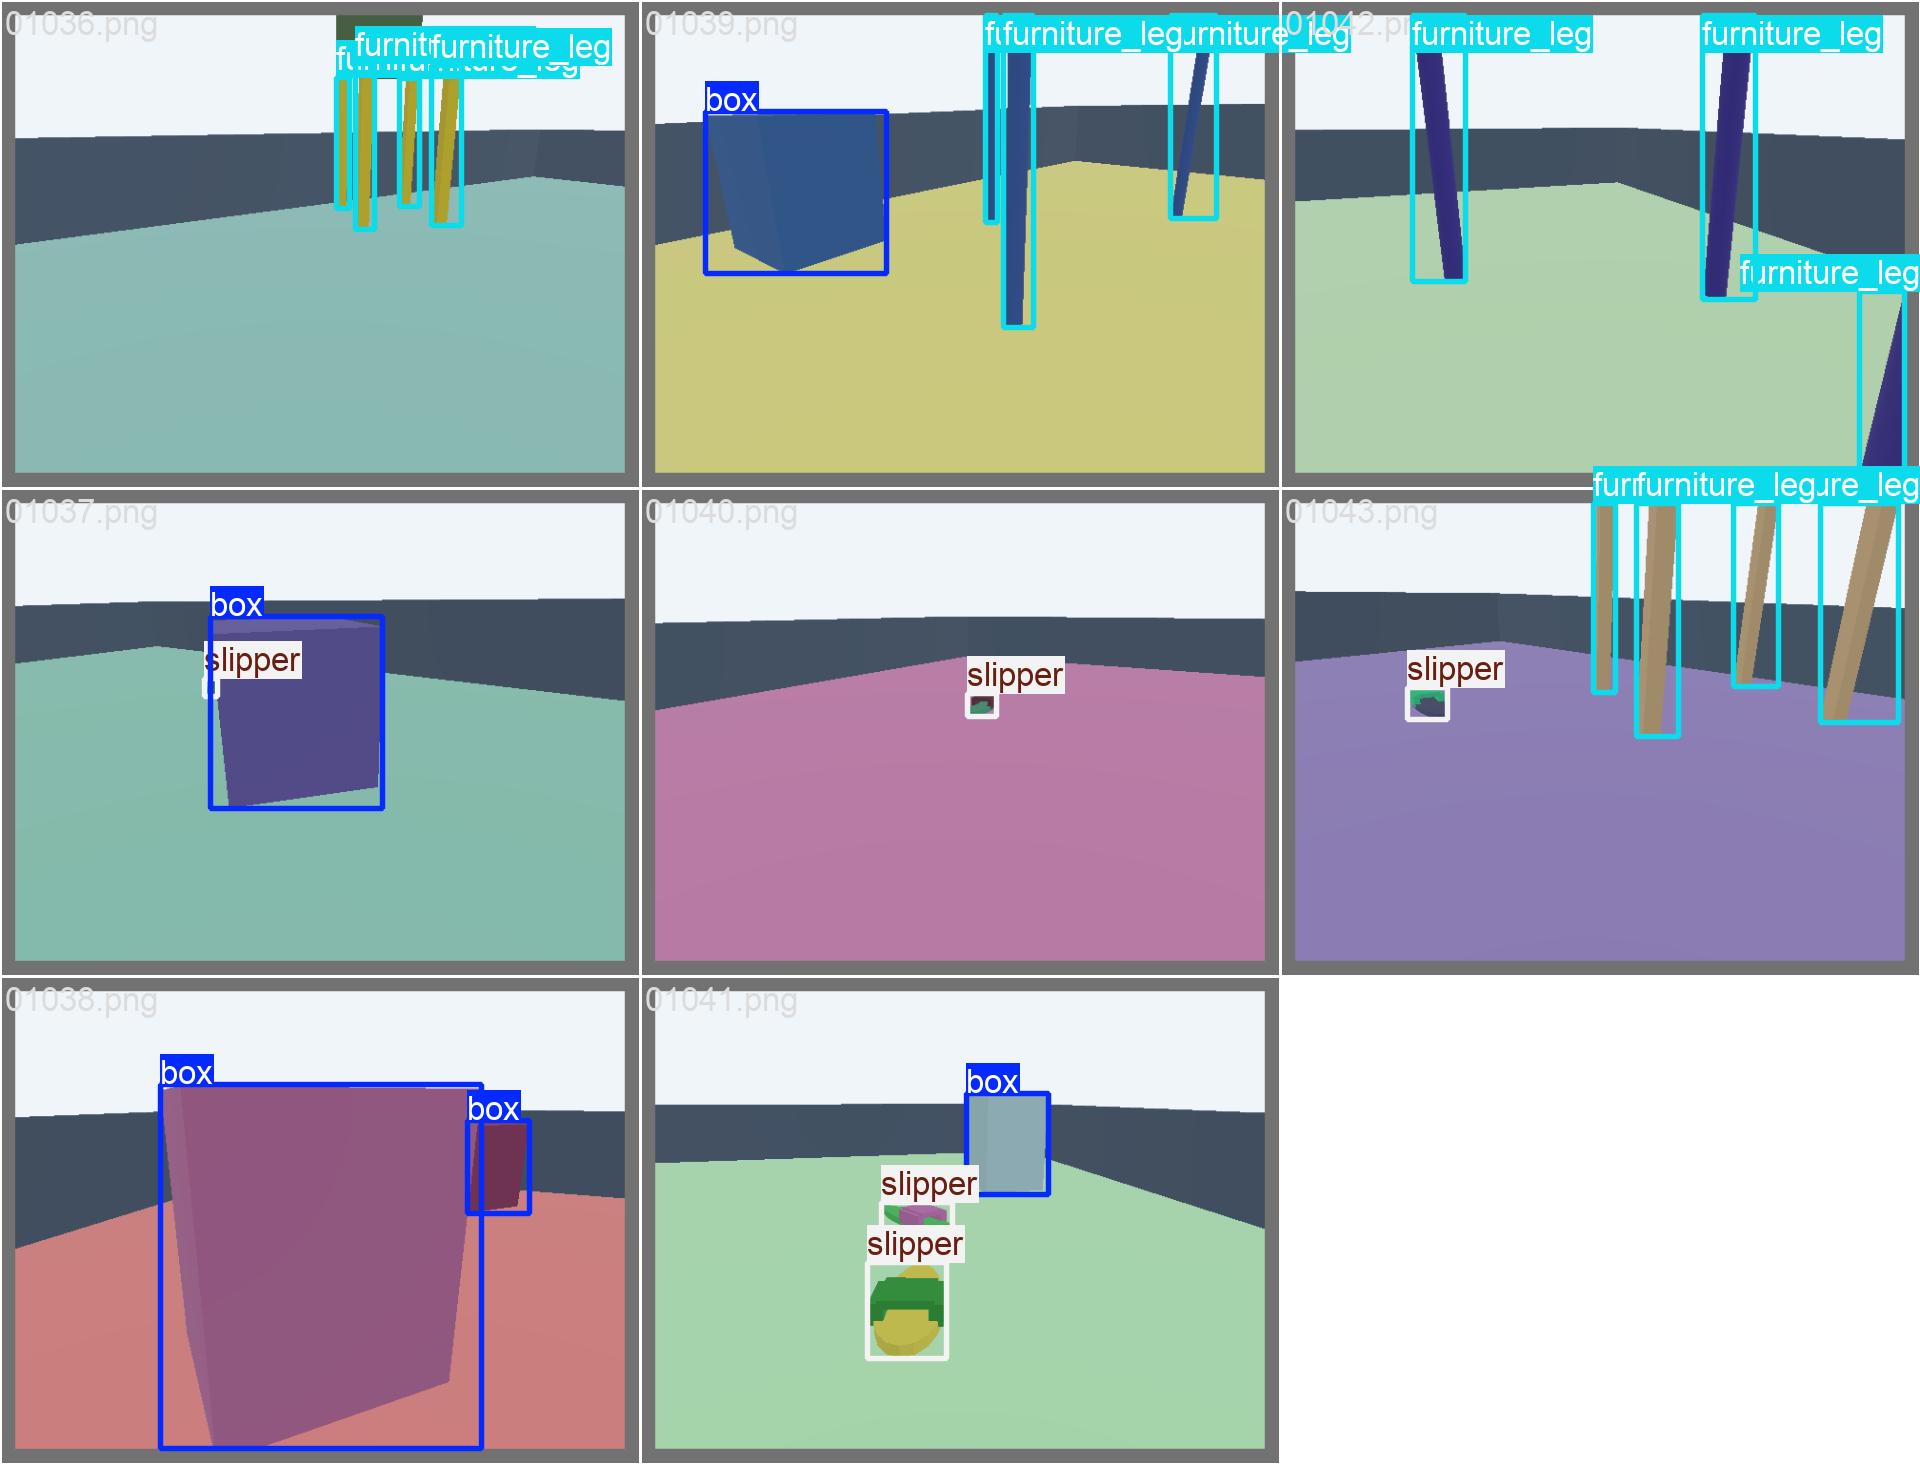 01036.png
furniture_leg
01039.png
box
furniture_leg
01042.png
furniture_leg
furniture_leg
furniture_leg
01037.png
box
slipper
01040.png
slipper
01043.png
furniture_leg
slipper
01038.png
box
box
01041.png
box
slipper
slipper